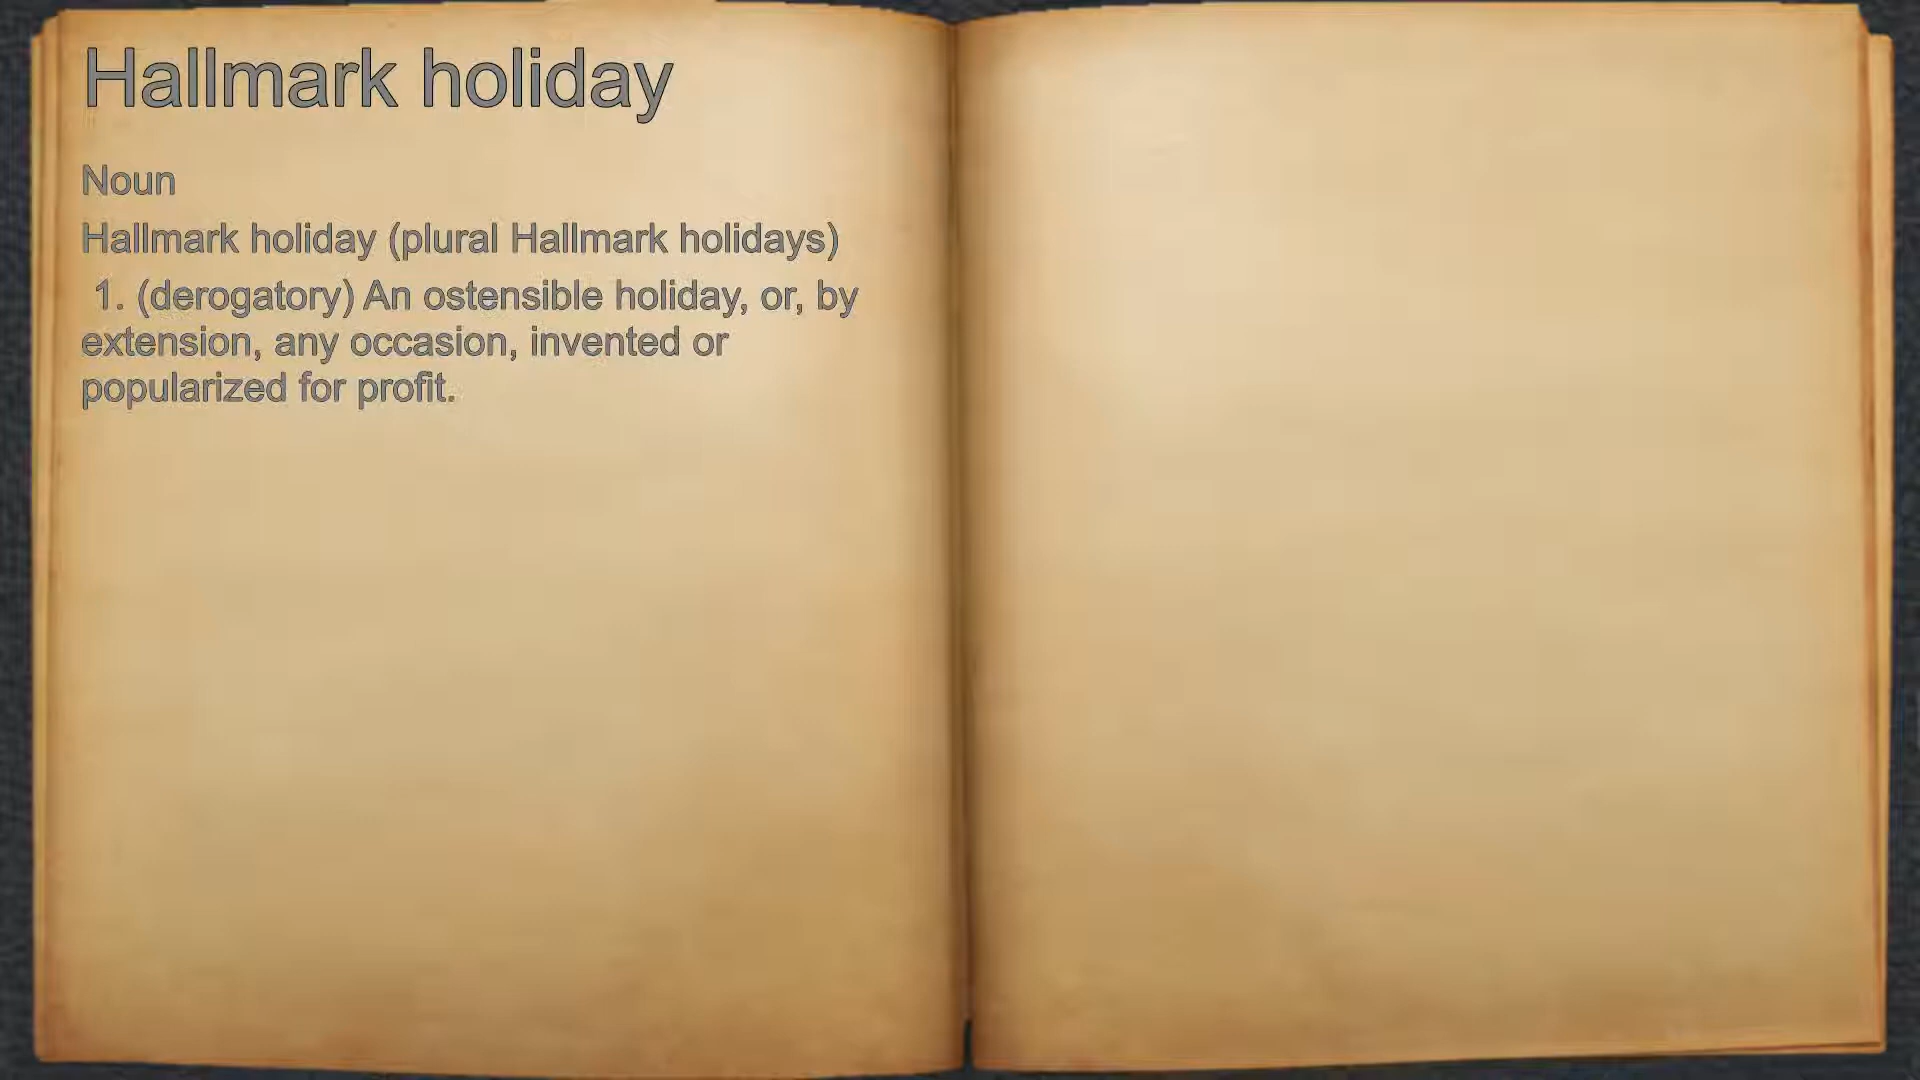 Hallmark holiday
Noun
Hallmark holiday (plural Hallmark holidays)
1. (derogatory) An ostensible holiday, or, by
extension, any occasion, invented or
popularized for profit.